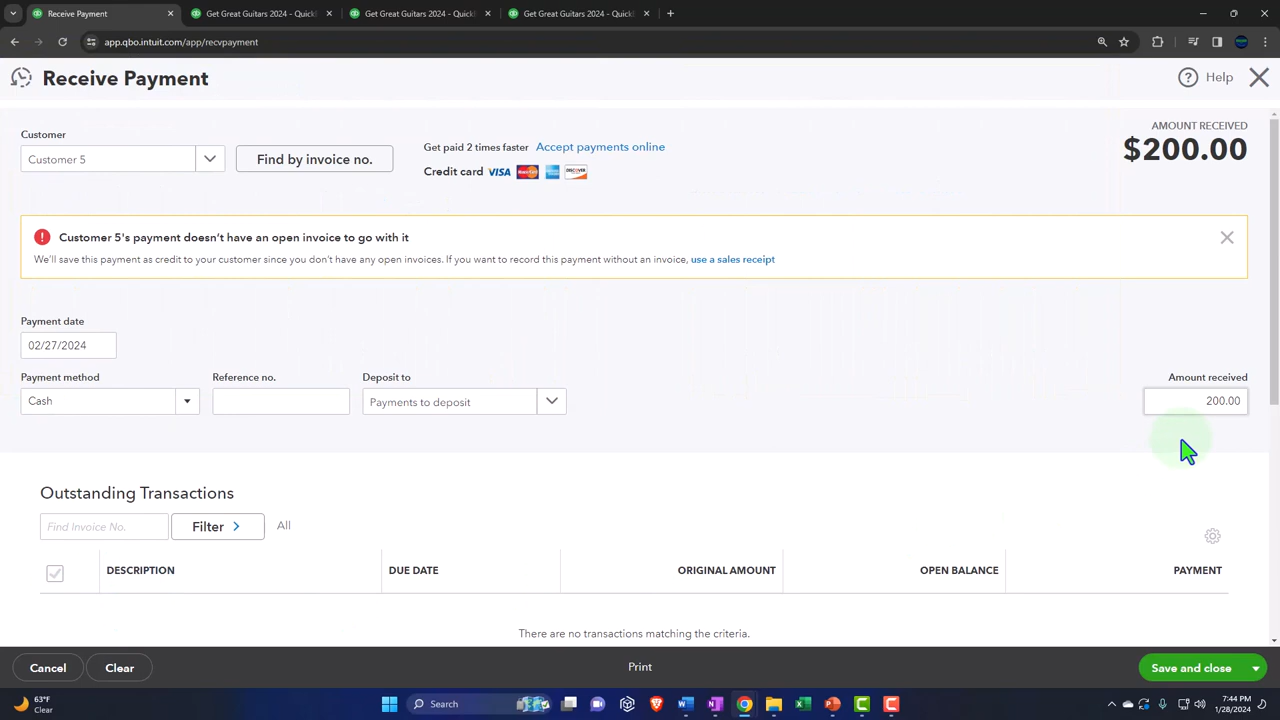 Receive Payment
Get Great Guitars 2024 - QuickB
Get Great Guitars 2024 - QuickB
Get Great Guitars 2024 - QuickB
app.qbo.intuit.com/app/recvpayment
Receive Payment
Help
Customer
Customer 5
Find by invoice no.
Get paid 2 times faster Accept payments online
Credit card VISA
AMOUNT RECEIVED
$200.00
Customer 5's payment doesn't have an open invoice to go with it
We'll save this payment as credit to your customer since you don't have any open invoices. If you want to record this payment without an invoice, use a sales receipt
Payment date
02/27/2024
Payment method
Reference no.
Deposit to
Amount received
Cash
Payments to deposit
200.00
Outstanding Transactions
Find Invoice No.
Filter
All
DESCRIPTION
DUE DATE
ORIGINAL AMOUNT
OPEN BALANCE
PAYMENT
There are no transactions matching the criteria.
Cancel
Clear
Print
Save and close
63°F
Clear
Search
7:44 PM
1/28/2024